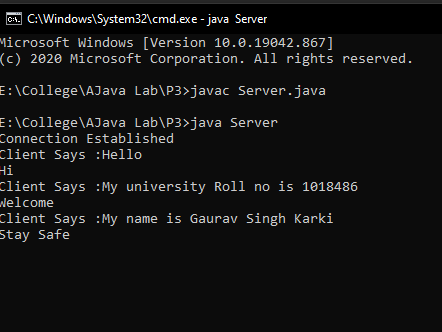 C:\Windows\System32\cmd.exe - java Server
Microsoft Windows [Version 10.0.19042.867]
(c) 2020 Microsoft Corporation. All rights reserved.
E:\College\AJava Lab\P3>javac Server.java
E:\College\AJava Lab\P3>java Server
Connection Established
Client Says :Hello
Hi
Client Says :My university Roll no is 1018486
Welcome
Client Says :My name is Gaurav Singh Karki
Stay Safe